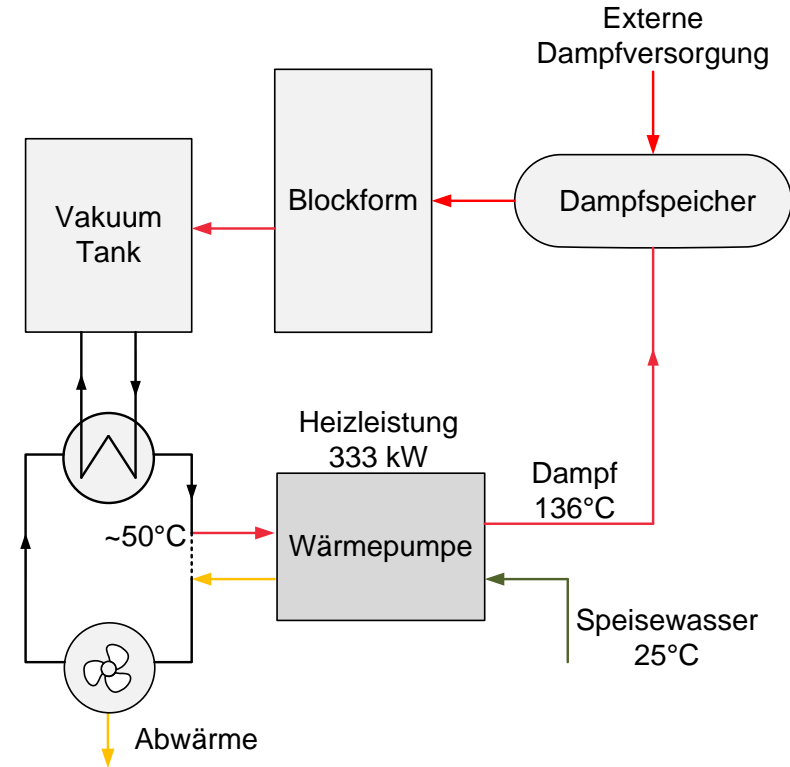 Externe
Dampfversorgung
Vakuum
Tank
Blockform
Dampfspeicher
Heizleistung
333 kW
Dampf
136°C
~50°C
Wärmepumpe
Speisewasser
25°C
Abwärme